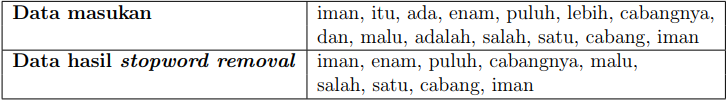 Data masukan iman, itu, ada, enam, puluh, lebih, cabangnya,
dan, malu, adalah, salah, satu, cabang, iman
Data hasil stopword removal iman, enam, puluh, cabangnya, malu,
salah, satu, cabang, iman